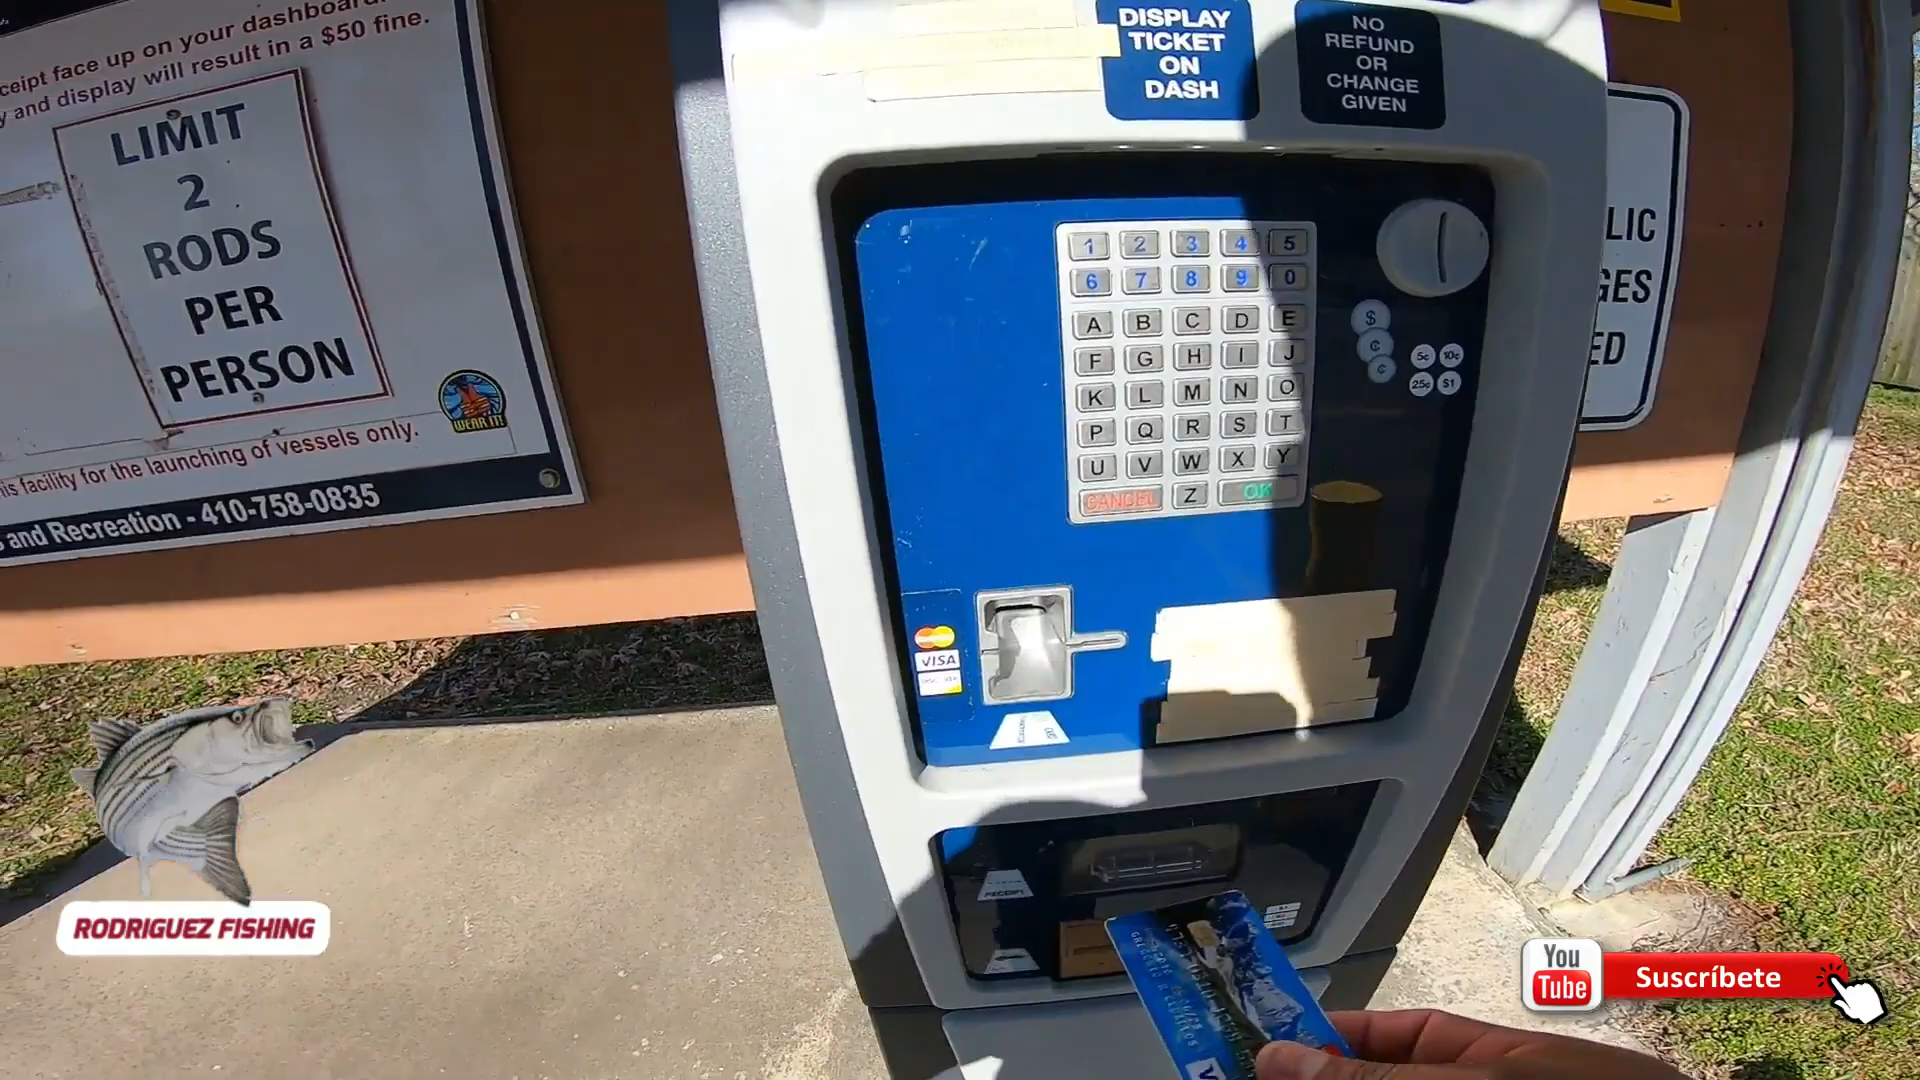 ceipt face up on your dashboard.
and display will result in a $50 fine.
LIMIT
2
RODS
PER
PERSON
WEAR IT!
his facility for the launching of vessels only.
and Recreation - 410-758-0835
DISPLAY
TICKET
ON
DASH
NO
REFUND
OR
CHANGE
GIVEN
1 2 3 4 5
6 7 8 9 0
A B C D E
F G H I J
K L M N O
P Q R S T
U V W X Y
CANCEL Z OK
$
¢
¢
5¢ 10¢
25¢ $1
VISA
RECEIPT
LIC
GES
ED
RODRIGUEZ FISHING
You
Tube
Suscríbete